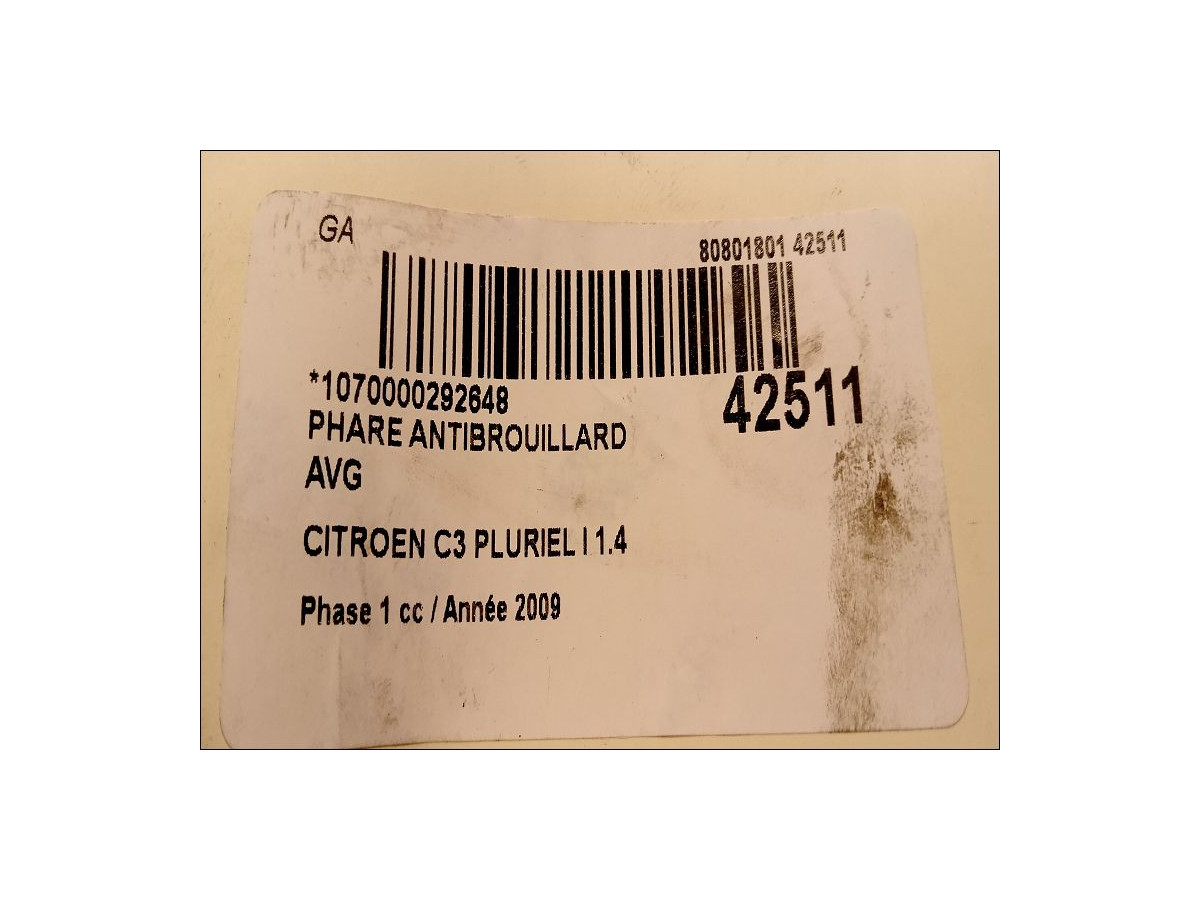 GA
80801801 42511
*1070000292648
42511
PHARE ANTIBROUILLARD
AVG
CITROEN C3 PLURIEL I 1.4
Phase 1 cc / Année 2009